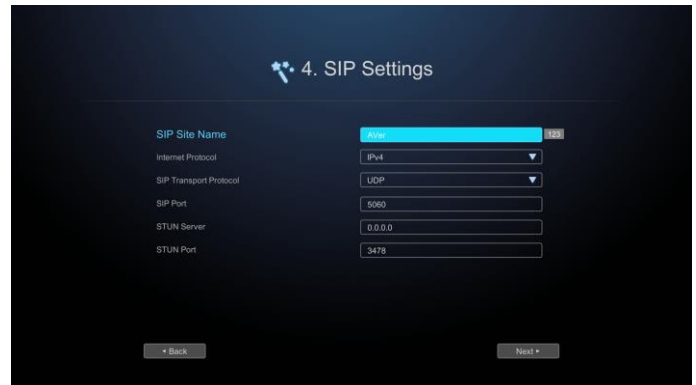 4. SIP Settings
SIP Site Name AVer 123
Internet Protocol IPv4
SIP Transport Protocol UDP
SIP Port 5060
STUN Server 0.0.0.0
STUN Port 3478
Back Next